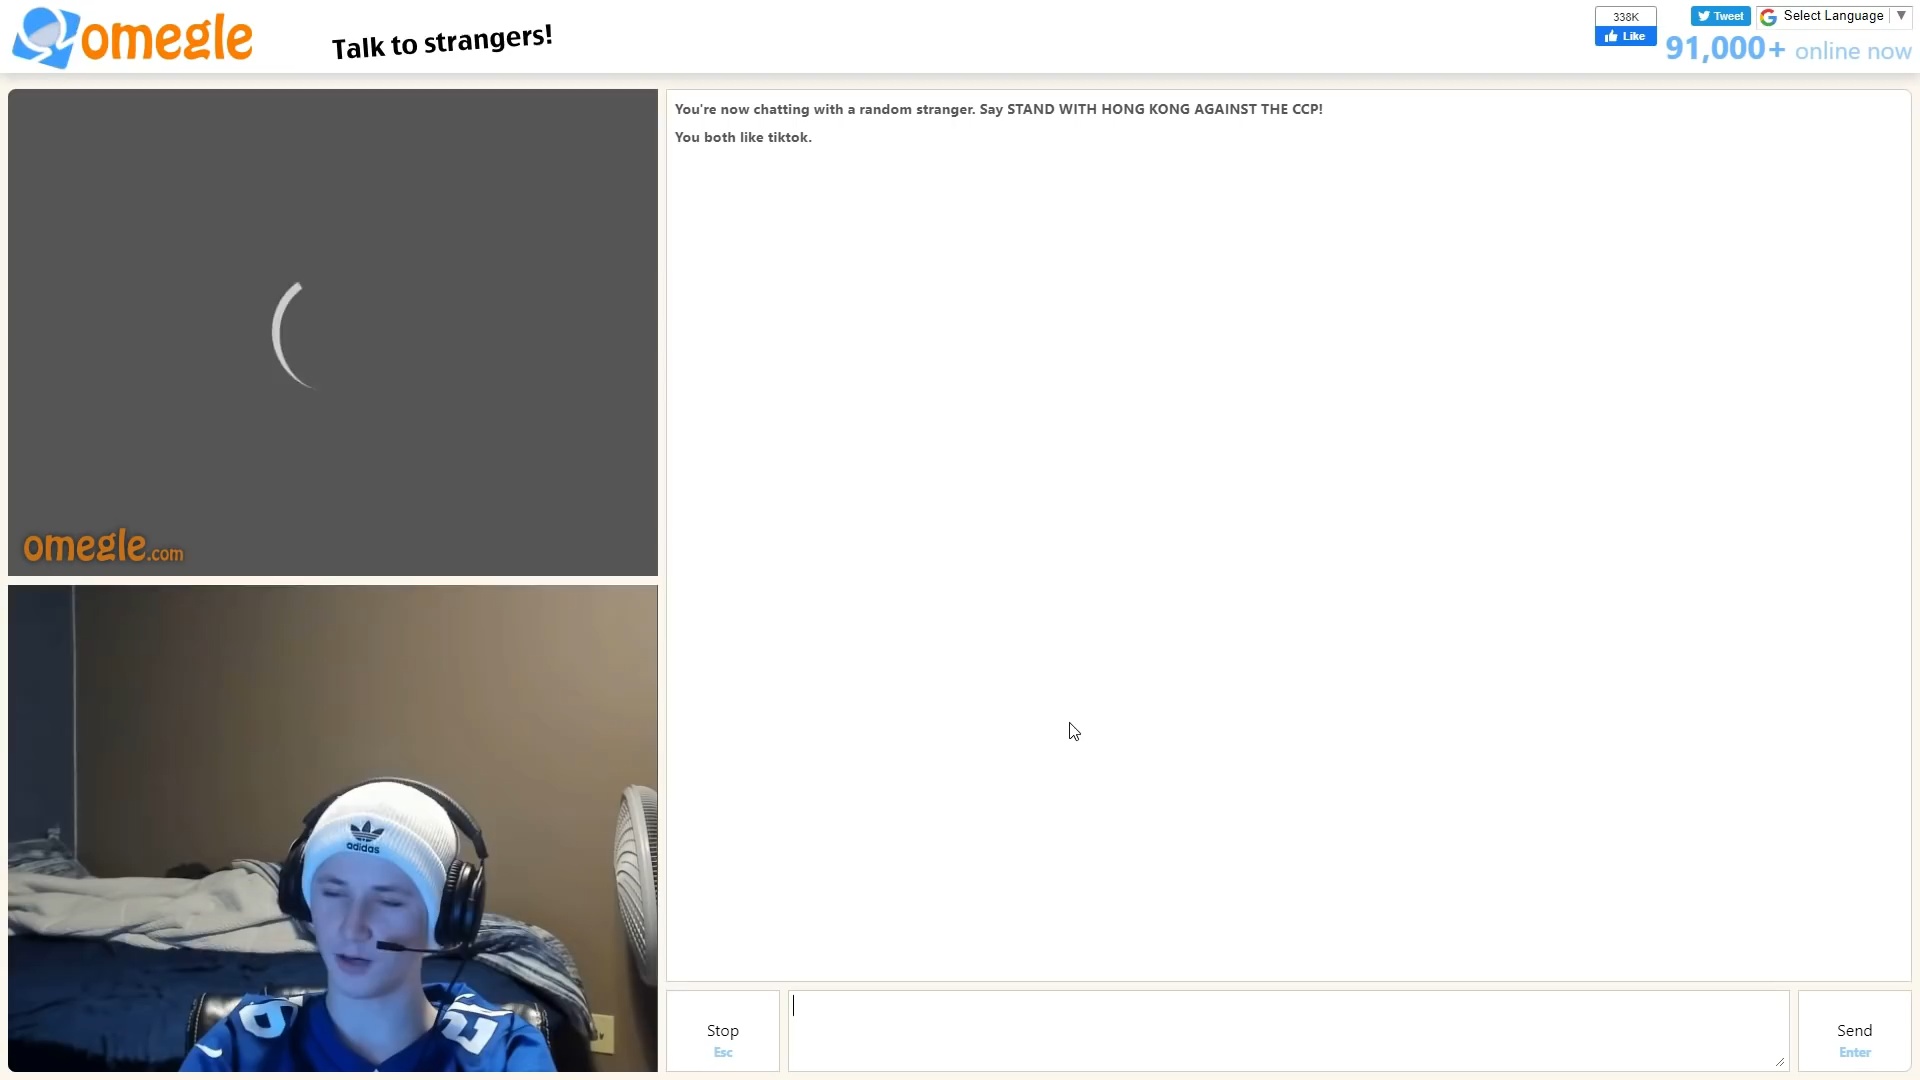 omegle
Talk to strangers!
338K
Like
Tweet
Select Language
91,000+ online now
You're now chatting with a random stranger. Say STAND WITH HONG KONG AGAINST THE CCP!
You both like tiktok.
omegle.com
adidas
Stop
Esc
Send
Enter